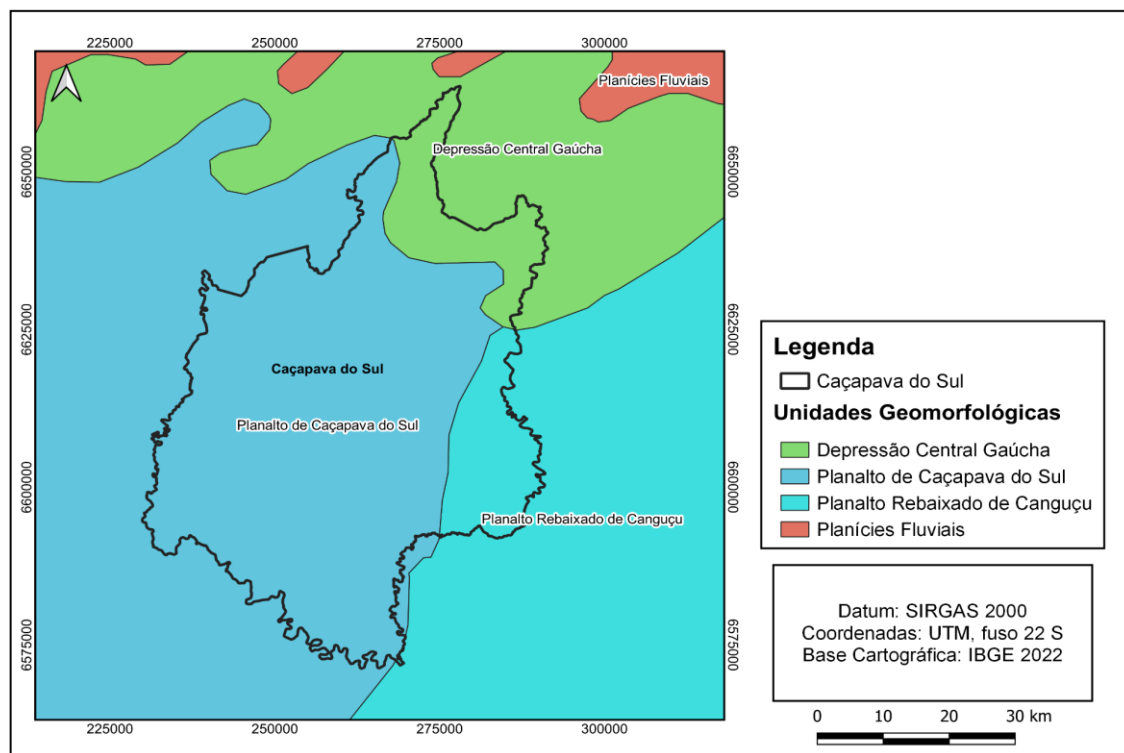 225000 250000 275000 300000
Planícies Fluviais
Depressão Central Gaúcha
6650000 6650000
6625000 6625000
Caçapava do Sul
Planalto de Caçapava do Sul
6600000 6600000
Planalto Rebaixado de Canguçu
6575000 6575000
225000 250000 275000 300000
Legenda
Caçapava do Sul
Unidades Geomorfológicas
Depressão Central Gaúcha
Planalto de Caçapava do Sul
Planalto Rebaixado de Canguçu
Planícies Fluviais
Datum: SIRGAS 2000
Coordenadas: UTM, fuso 22 S
Base Cartográfica: IBGE 2022
0 10 20 30 km